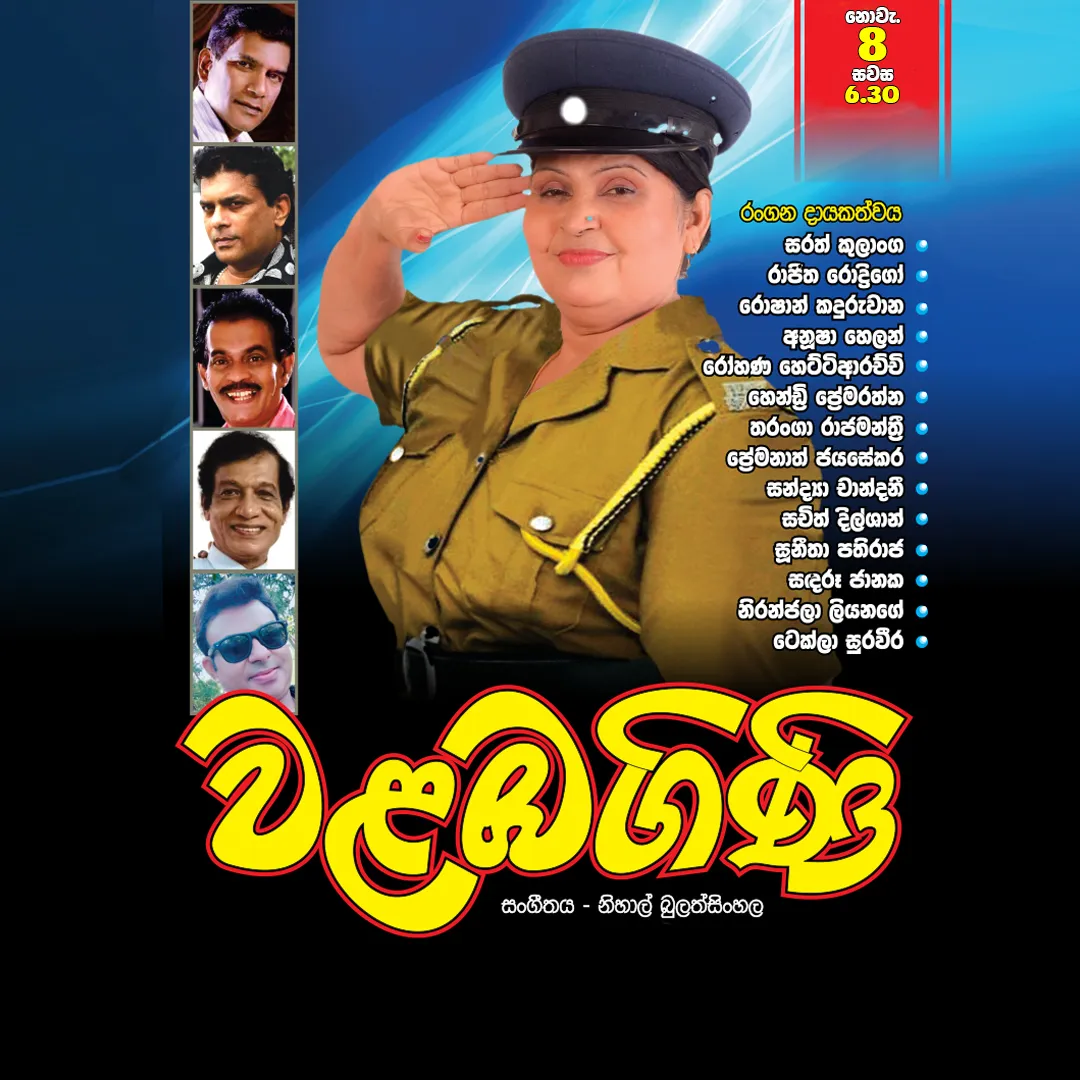 නොවැ.
8
සවස
6.30
රංගන දායකත්වය
සරත් කුලාංග
රාජිත රොද්‍රිගෝ
රොෂාන් කදුරුවාන
අනූෂා හෙලන්
රෝහණ හෙට්ටිආරච්චි
හෙන්ඩ්‍රි ප්‍රේමරත්න
තරංගා රාජමන්ත්‍රී
ප්‍රේමනාත් ජයසේකර
සන්ද්‍යා චාන්දනී
සචිත් දිල්ශාන්
සූනීතා පතිරාජ
සඳරූ ජානක
නිරන්ජලා ලියනගේ
ටෙක්ලා සුරවීර
වළබගිණි
සංගීතය - නිහාල් බුලත්සිංහල